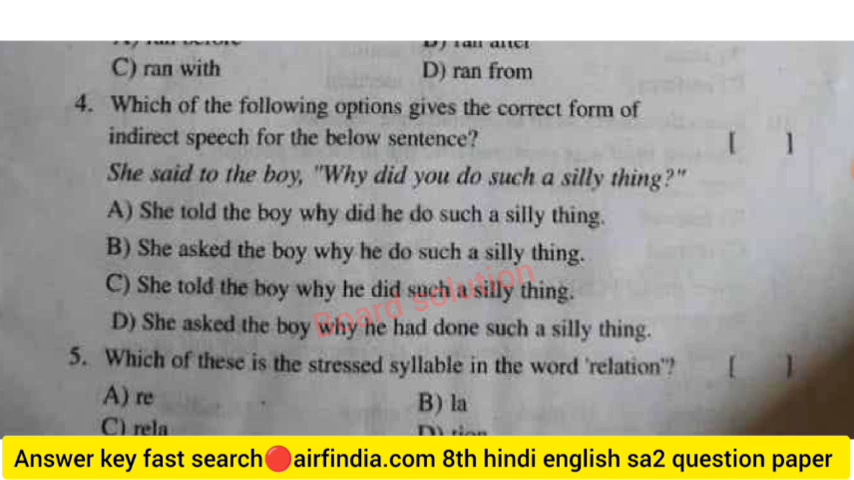 C) ran with
D) ran from
4. Which of the following options gives the correct form of
indirect speech for the below sentence? [ ]
She said to the boy, "Why did you do such a silly thing?"
A) She told the boy why did he do such a silly thing.
B) She asked the boy why he do such a silly thing.
C) She told the boy why he did such a silly thing.
D) She asked the boy why he had done such a silly thing.
Board solution
5. Which of these is the stressed syllable in the word 'relation"? [ ]
A) re
B) la
C) rela
D) tion
Answer key fast search🔴airfindia.com 8th hindi english sa2 question paper